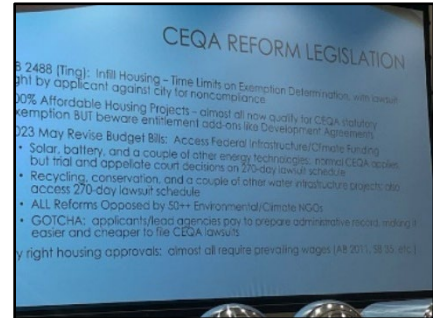 CEQA REFORM LEGISLATION
B 2488 (Ting): Infill Housing – Time Limits on Exemption Determination, with lawsuit
ght by applicant against city for noncompliance
00% Affordable Housing Projects – almost all now qualify for CEQA statutory
xemption BUT beware entitlement add-ons like Development Agreements
023 May Revise Budget Bills: Access Federal Infrastructure/Climate Funding
• Solar, battery, and a couple of other energy technologies: normal CEQA applies,
but trial and appellate court decisions on 270-day lawsuit schedule
• Recycling, conservation, and a couple of other water infrastructure projects also
access 270-day lawsuit schedule
• ALL Reforms Opposed by 50++ Environmental/Climate NGOs
• GOTCHA: applicants/lead agencies pay to prepare administrative record, making it
easier and cheaper to file CEQA lawsuits
y right housing approvals: almost all require prevailing wages (AB 2011, SB 35, etc.)